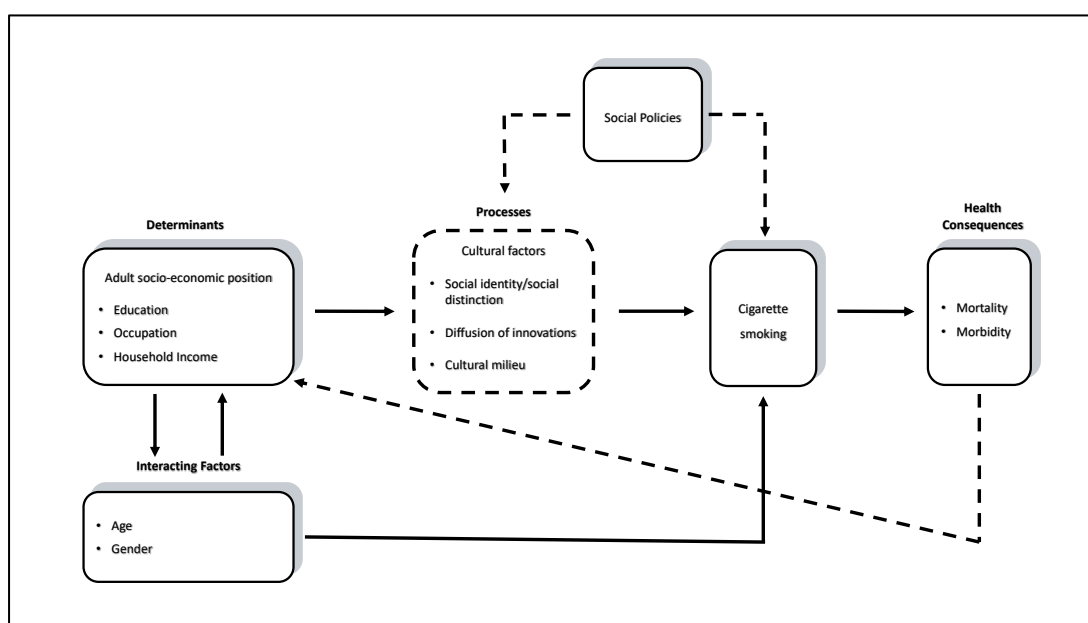 Social Policies
Processes
Cultural factors
• Social identity/social
distinction
• Diffusion of innovations
• Cultural milieu
Determinants
Adult socio-economic position
• Education
• Occupation
• Household Income
Cigarette
smoking
Health
Consequences
• Mortality
• Morbidity
Interacting Factors
• Age
• Gender